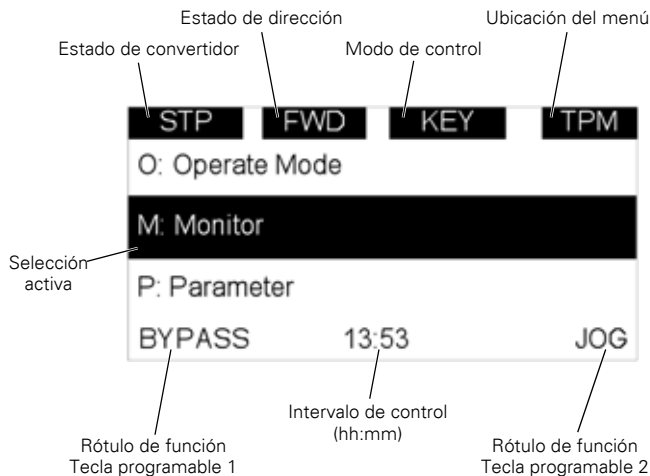 Estado de dirección
Ubicación del menú
Estado de convertidor
Modo de control
STP FWD KEY TPM
O: Operate Mode
M: Monitor
Selección
activa
P: Parameter
BYPASS 13:53 JOG
Intervalo de control
(hh:mm)
Rótulo de función
Tecla programable 1
Rótulo de función
Tecla programable 2